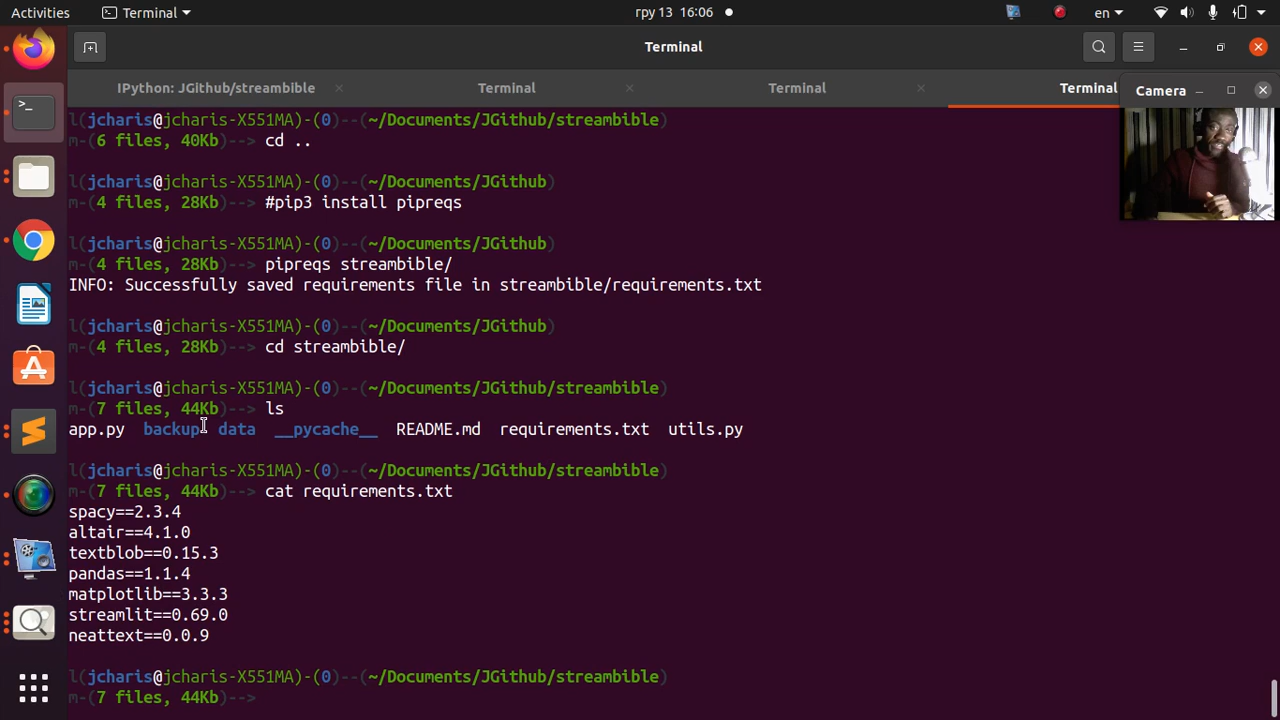 Activities Terminal гру 13 16:06 en
Terminal
IPython: JGithub/streambible Terminal Terminal Terminal
Camera
l(jcharis@jcharis-X551MA)-(0)--(~/Documents/JGithub/streambible)
m-(6 files, 40Kb)--> cd ..
l(jcharis@jcharis-X551MA)-(0)--(~/Documents/JGithub)
m-(4 files, 28Kb)--> #pip3 install pipreqs
l(jcharis@jcharis-X551MA)-(0)--(~/Documents/JGithub)
m-(4 files, 28Kb)--> pipreqs streambible/
INFO: Successfully saved requirements file in streambible/requirements.txt
l(jcharis@jcharis-X551MA)-(0)--(~/Documents/JGithub)
m-(4 files, 28Kb)--> cd streambible/
l(jcharis@jcharis-X551MA)-(0)--(~/Documents/JGithub/streambible)
m-(7 files, 44Kb)--> ls
app.py backup data __pycache__ README.md requirements.txt utils.py
l(jcharis@jcharis-X551MA)-(0)--(~/Documents/JGithub/streambible)
m-(7 files, 44Kb)--> cat requirements.txt
spacy==2.3.4
altair==4.1.0
textblob==0.15.3
pandas==1.1.4
matplotlib==3.3.3
streamlit==0.69.0
neattext==0.0.9
l(jcharis@jcharis-X551MA)-(0)--(~/Documents/JGithub/streambible)
m-(7 files, 44Kb)-->